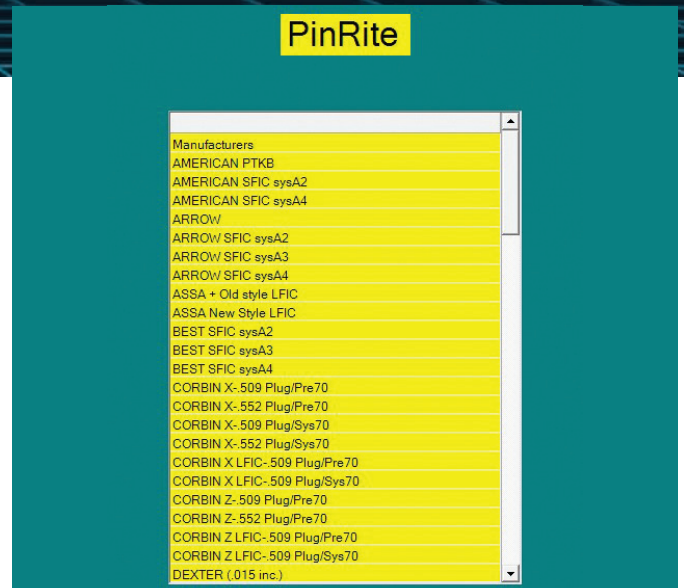 PinRite
Manufacturers
AMERICAN PTKB
AMERICAN SFIC sysA2
AMERICAN SFIC sysA4
ARROW
ARROW SFIC sysA2
ARROW SFIC sysA3
ARROW SFIC sysA4
ASSA + Old style LFIC
ASSA New Style LFIC
BEST SFIC sysA2
BEST SFIC sysA3
BEST SFIC sysA4
CORBIN X-.509 Plug/Pre70
CORBIN X-.552 Plug/Pre70
CORBIN X-.509 Plug/Sys70
CORBIN X-.552 Plug/Sys70
CORBIN X LFIC-.509 Plug/Pre70
CORBIN X LFIC-.509 Plug/Sys70
CORBIN Z-.509 Plug/Pre70
CORBIN Z-.552 Plug/Pre70
CORBIN Z LFIC-.509 Plug/Pre70
CORBIN Z LFIC-.509 Plug/Sys70
DEXTER (.015 inc.)